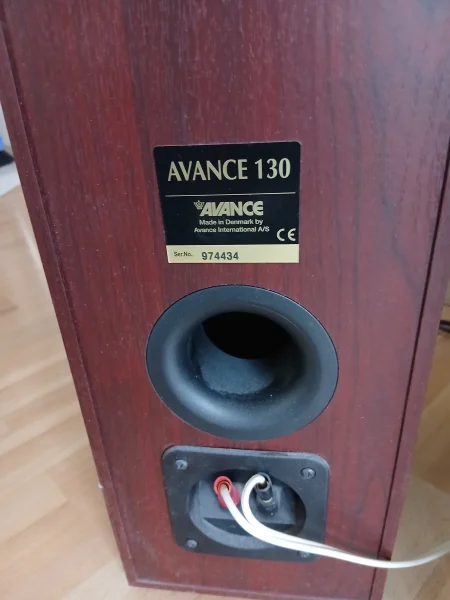 AVANCE 130
AVANCE
Made in Denmark by
Avance International A/S
CE
Ser.No. 974434